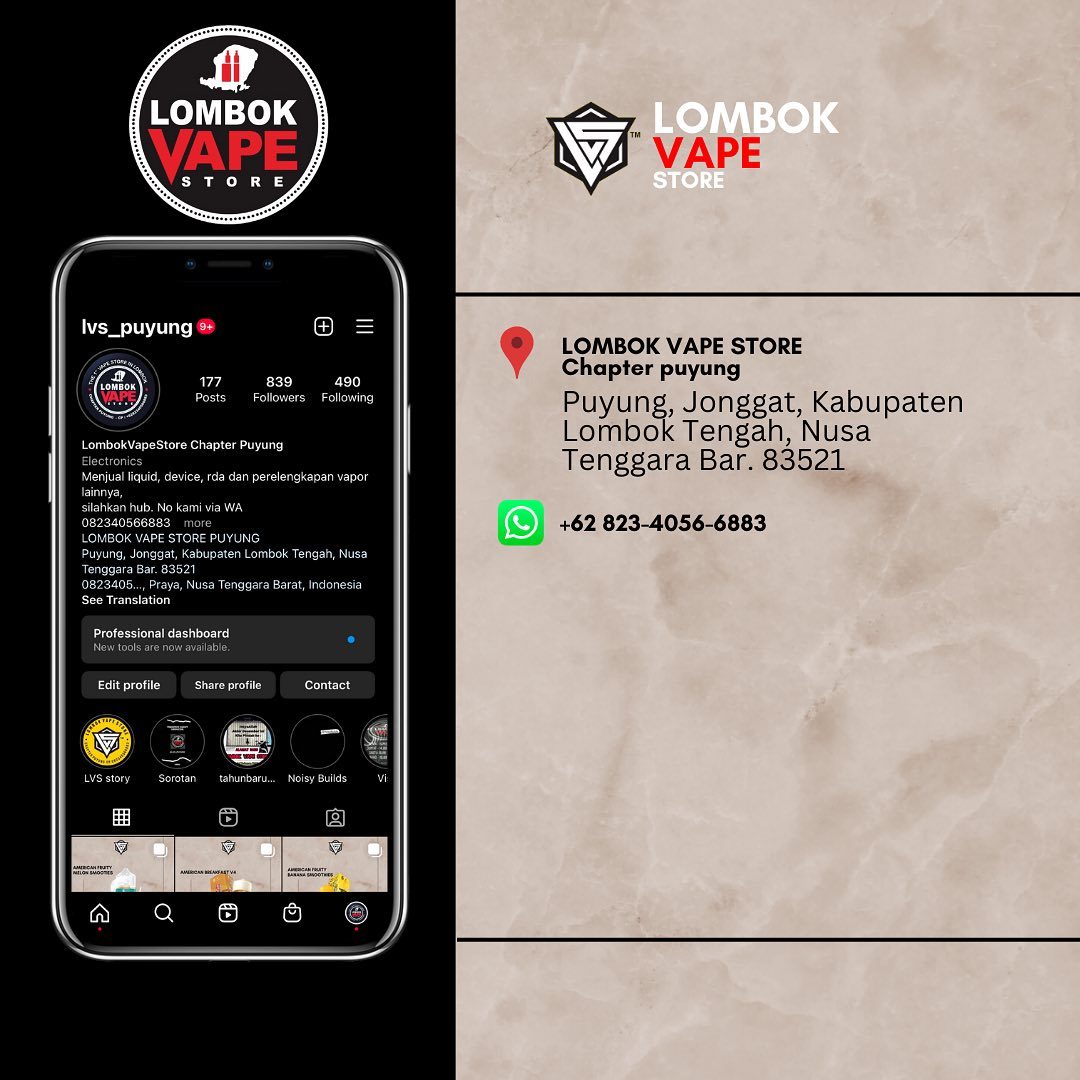 LOMBOK
VAPE
STORE
lvs_puyung 9+
177 839 490
Posts Followers Following
LOMBOK
VAPE
STORE
LombokVapeStore Chapter Puyung
Electronics
Menjual liquid, device, rda dan perelengkapan vapor
lainnya,
silahkan hub. No kami via WA
082340566883 more
LOMBOK VAPE STORE PUYUNG
Puyung, Jonggat, Kabupaten Lombok Tengah, Nusa
Tenggara Bar. 83521
0823405..., Praya, Nusa Tenggara Barat, Indonesia
See Translation
Professional dashboard
New tools are now available.
Edit profile Share profile Contact
LVS story Sorotan tahunbaru... Noisy Builds Vi
AMERICAN FRUITY
MELON SMOOTIES
AMERICAN BREAKFAST V4
AMERICAN FRUITY
BANANA SMOOTHIES
LOMBOK
VAPE
STORE
TM
LOMBOK VAPE STORE
Chapter puyung
Puyung, Jonggat, Kabupaten
Lombok Tengah, Nusa
Tenggara Bar. 83521
+62 823-4056-6883